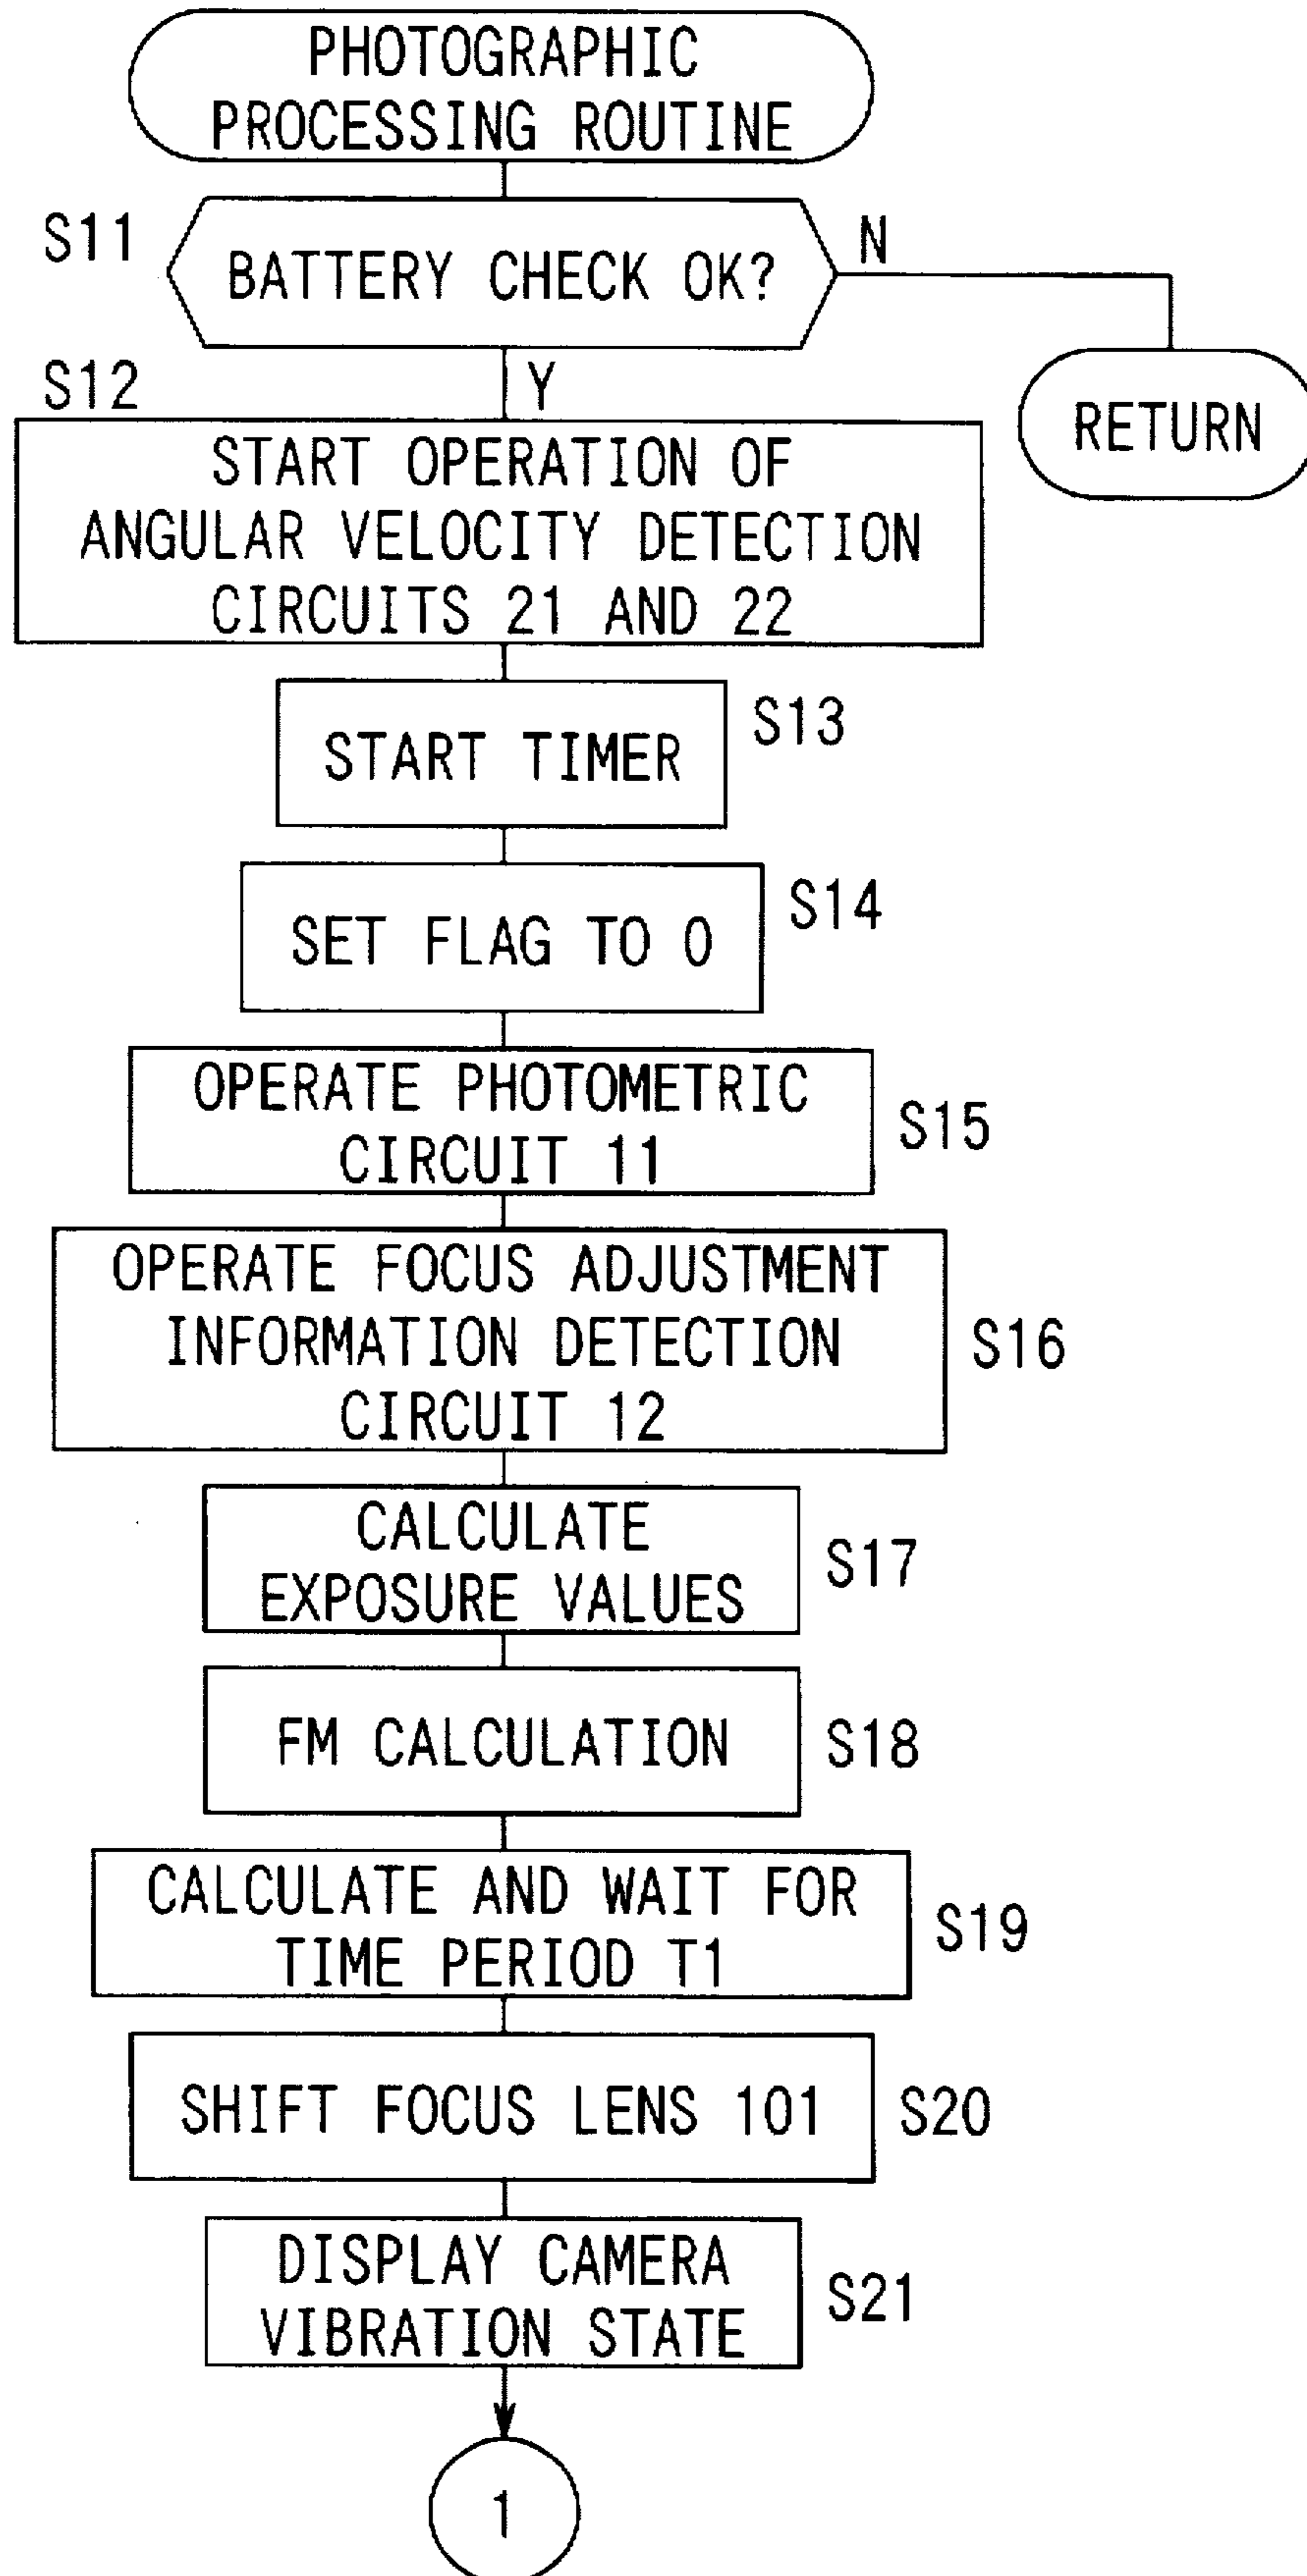 PHOTOGRAPHIC
PROCESSING ROUTINE
S11
BATTERY CHECK OK?
N
S12
Y
RETURN
START OPERATION OF
ANGULAR VELOCITY DETECTION
CIRCUITS 21 AND 22
START TIMER
S13
SET FLAG TO 0
S14
OPERATE PHOTOMETRIC
CIRCUIT 11
S15
OPERATE FOCUS ADJUSTMENT
INFORMATION DETECTION
CIRCUIT 12
S16
CALCULATE
EXPOSURE VALUES
S17
FM CALCULATION
S18
CALCULATE AND WAIT FOR
TIME PERIOD T1
S19
SHIFT FOCUS LENS 101
S20
DISPLAY CAMERA
VIBRATION STATE
S21
1